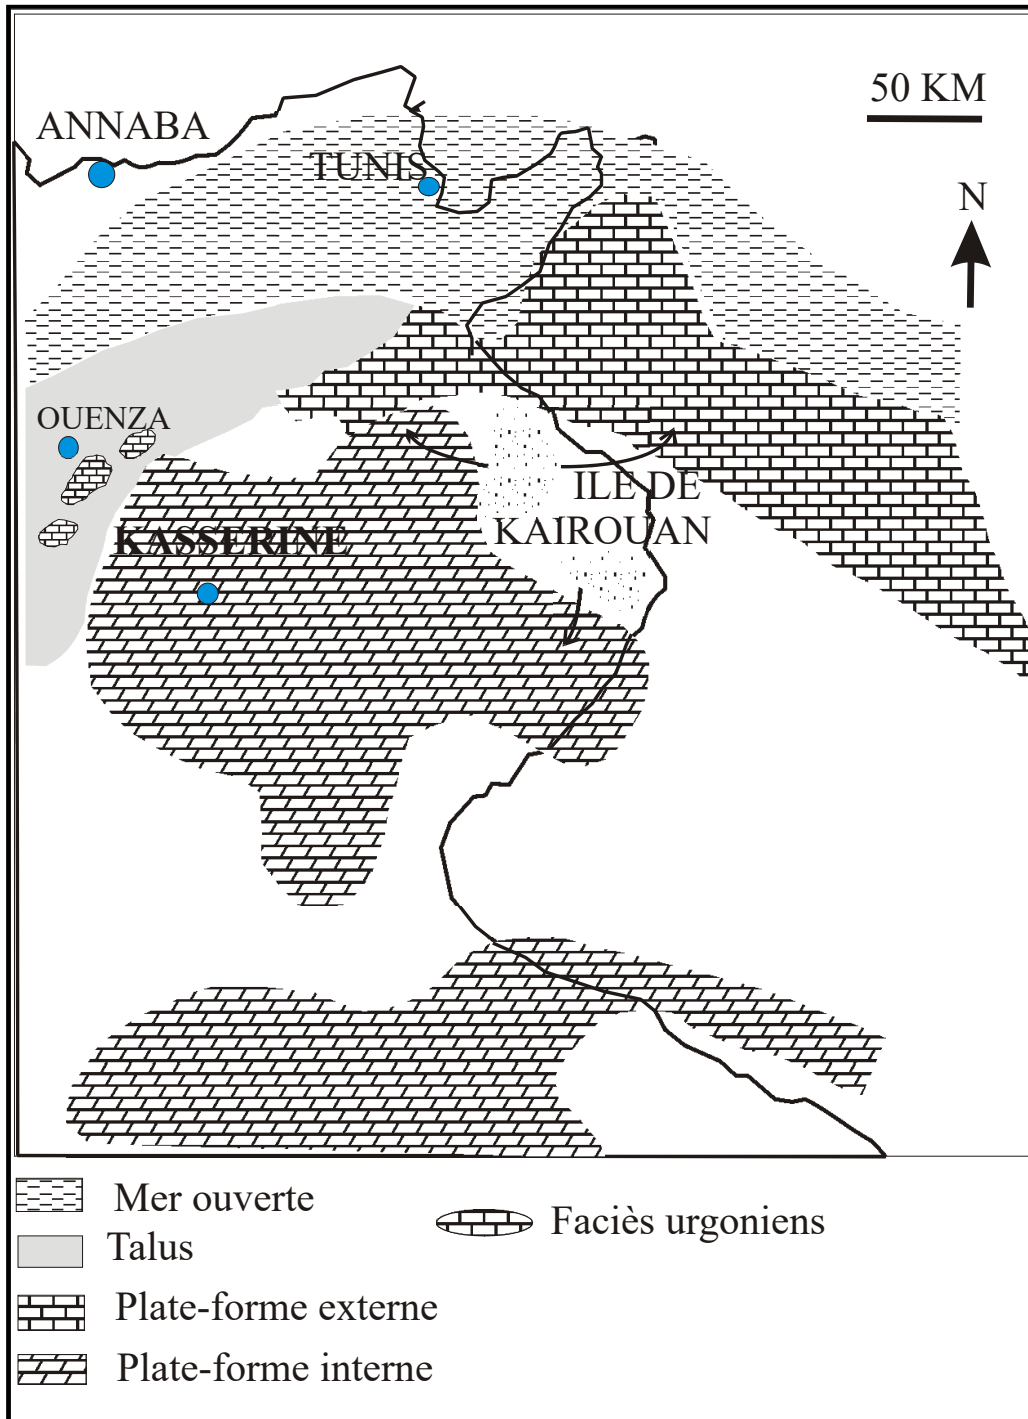 50 KM
ANNABA
TUNIS
N
OUENZA
ILE DE
KAIROUAN
KASSERINE
Mer ouverte
Talus
Plate-forme externe
Plate-forme interne
Faciès urgoniens